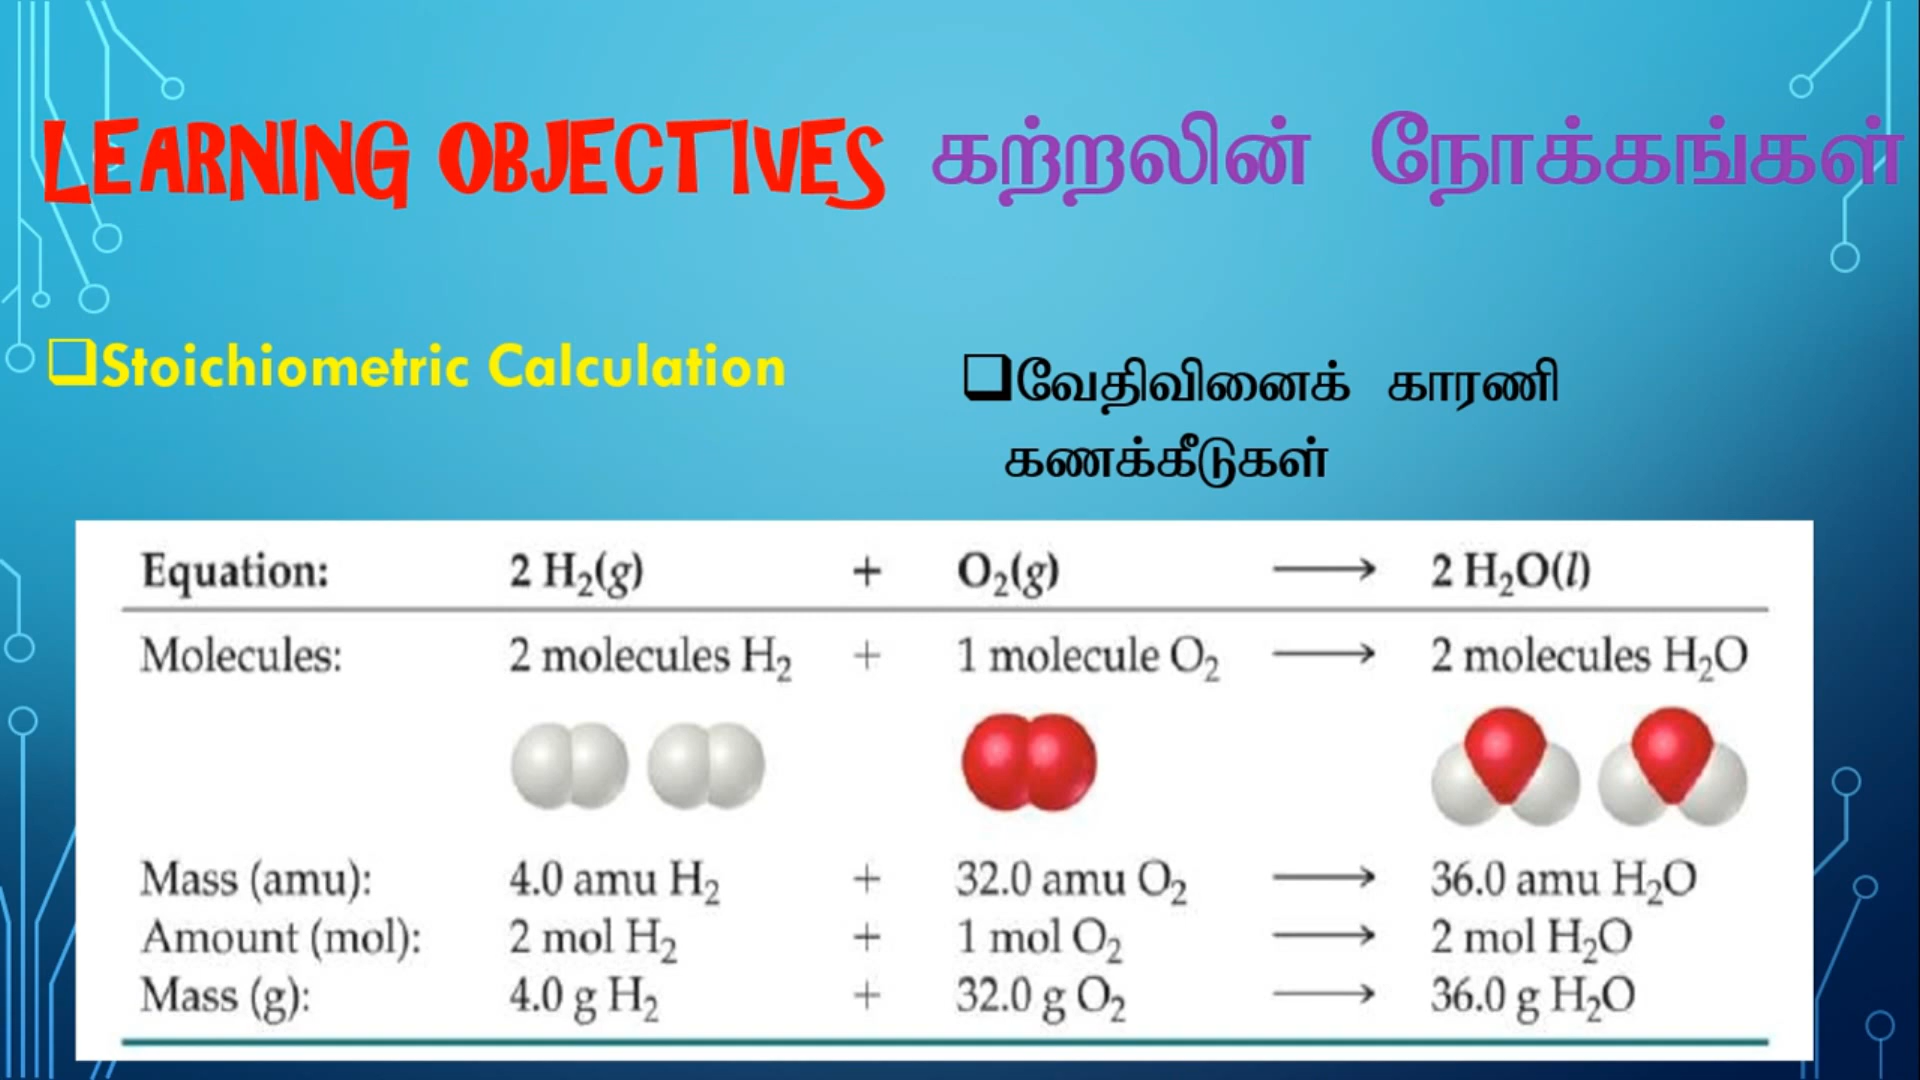 LEARNING OBJECTIVES கற்றலின் நோக்கங்கள்
❑Stoichiometric Calculation
❑வேதிவினைக் காரணி
கணக்கீடுகள்
Equation: 2 H₂(g) + O₂(g) ⟶ 2 H₂O(l)
Molecules: 2 molecules H₂ + 1 molecule O₂ ⟶ 2 molecules H₂O
Mass (amu): 4.0 amu H₂ + 32.0 amu O₂ ⟶ 36.0 amu H₂O
Amount (mol): 2 mol H₂ + 1 mol O₂ ⟶ 2 mol H₂O
Mass (g): 4.0 g H₂ + 32.0 g O₂ ⟶ 36.0 g H₂O